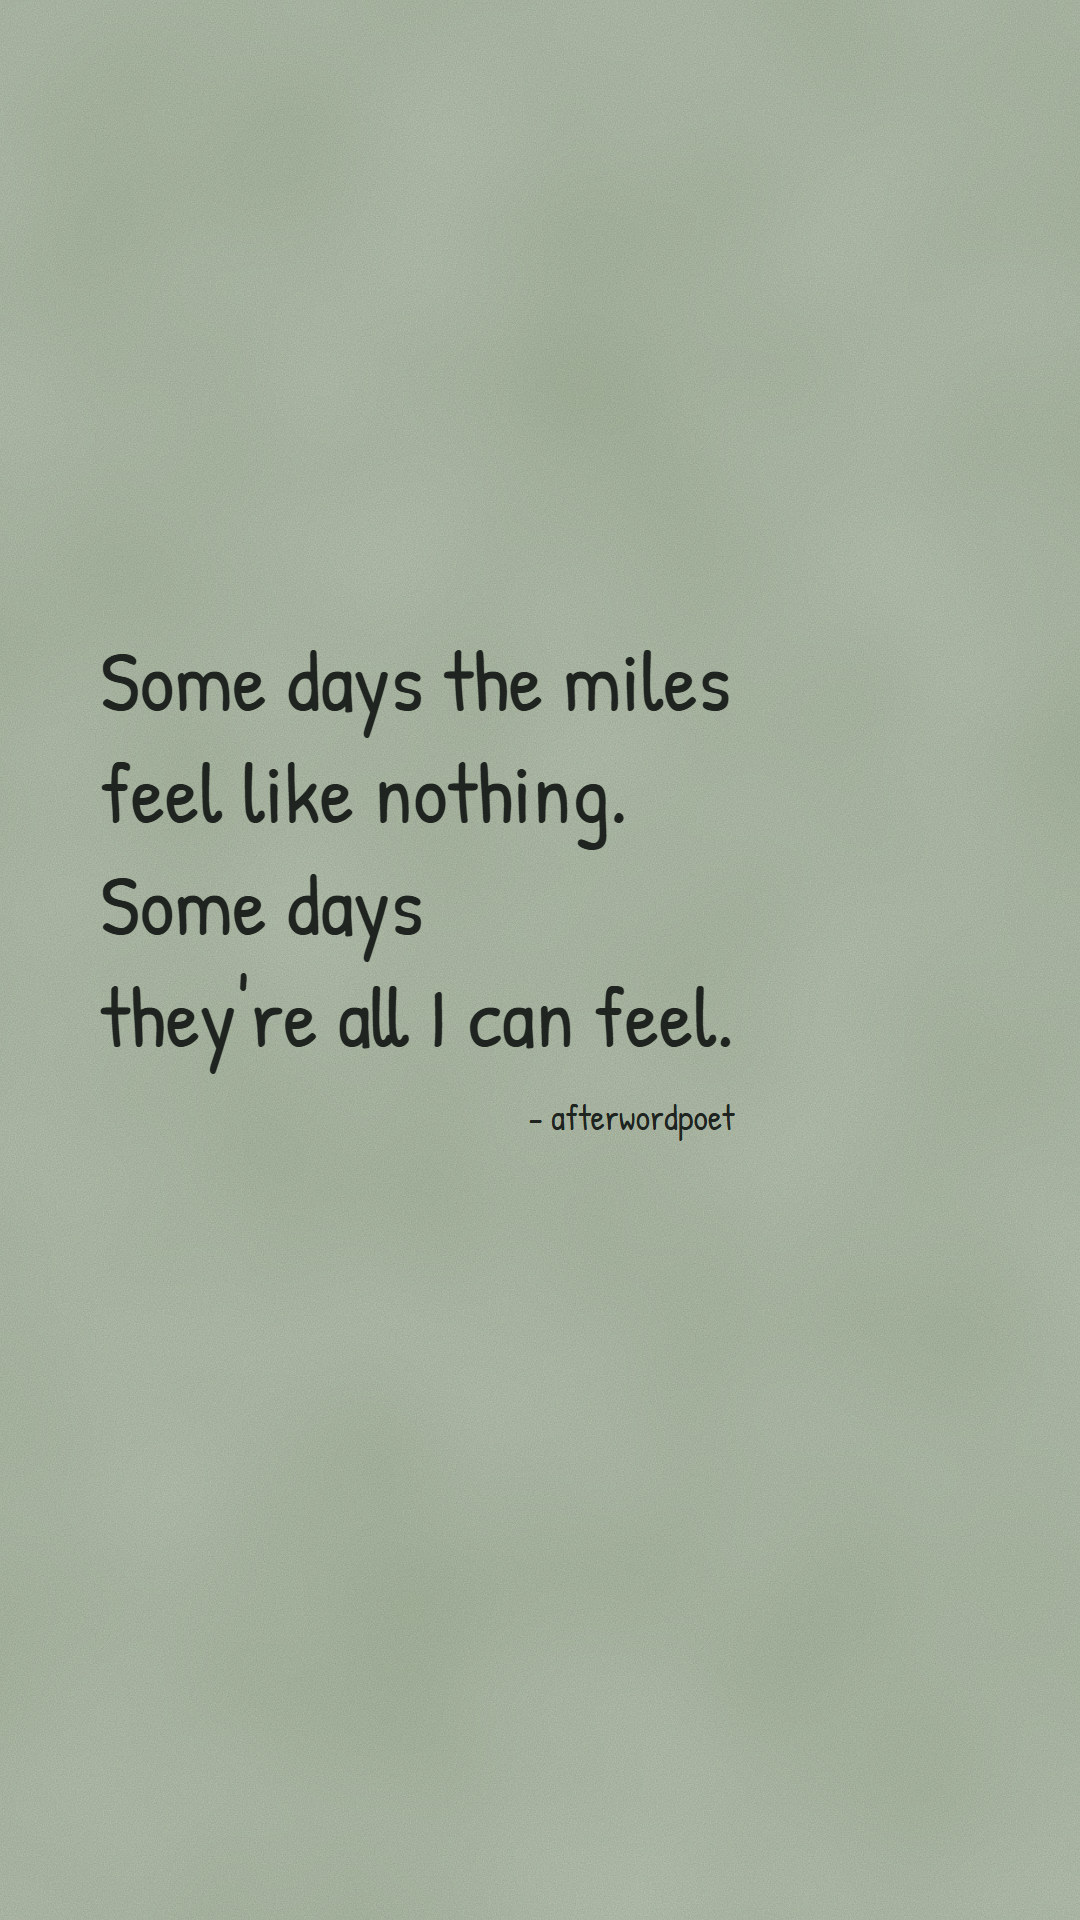 Some days the miles
feel like nothing.
Some days
they're all I can feel.
- afterwordpoet